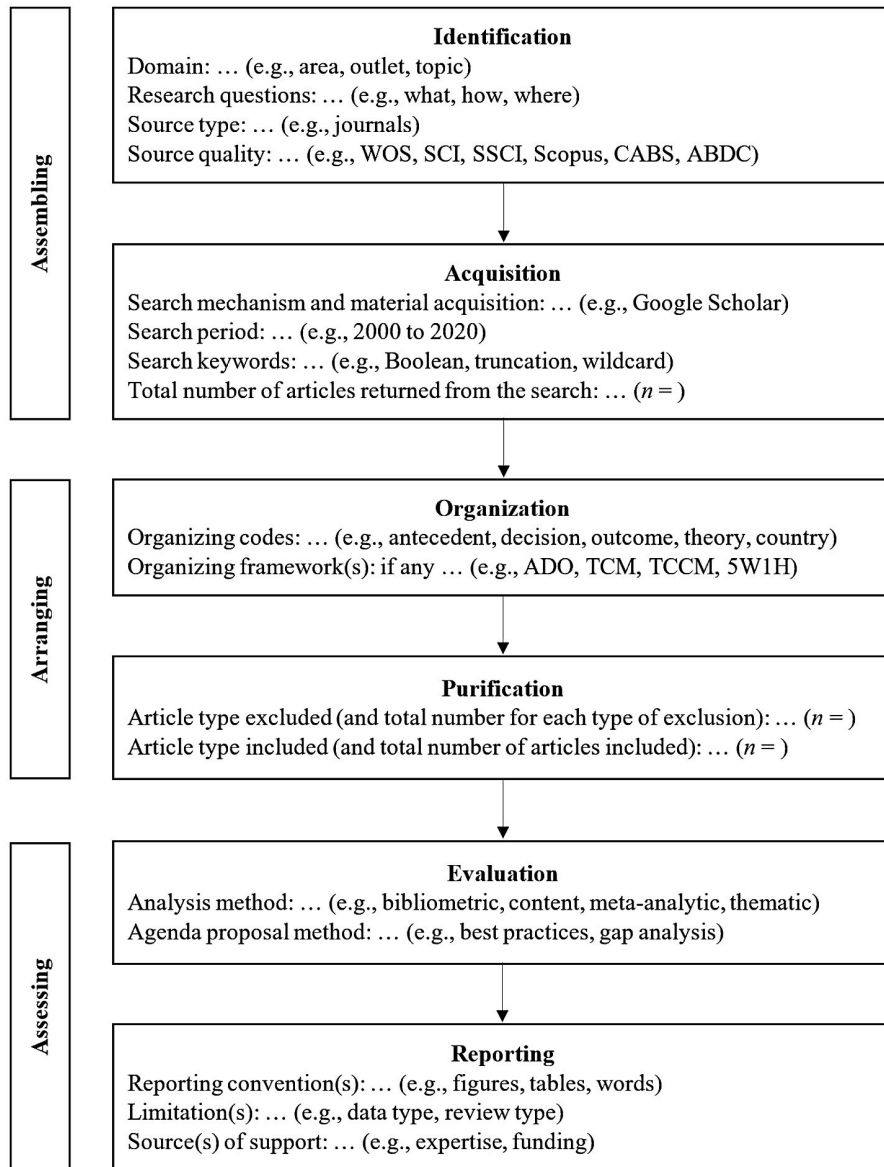 Assembling
Identification
Domain: … (e.g., area, outlet, topic)
Research questions: … (e.g., what, how, where)
Source type: … (e.g., journals)
Source quality: … (e.g., WOS, SCI, SSCI, Scopus, CABS, ABDC)
Acquisition
Search mechanism and material acquisition: … (e.g., Google Scholar)
Search period: … (e.g., 2000 to 2020)
Search keywords: … (e.g., Boolean, truncation, wildcard)
Total number of articles returned from the search: … (n = )
Arranging
Organization
Organizing codes: … (e.g., antecedent, decision, outcome, theory, country)
Organizing framework(s): if any … (e.g., ADO, TCM, TCCM, 5W1H)
Purification
Article type excluded (and total number for each type of exclusion): … (n = )
Article type included (and total number of articles included): … (n = )
Assessing
Evaluation
Analysis method: … (e.g., bibliometric, content, meta-analytic, thematic)
Agenda proposal method: … (e.g., best practices, gap analysis)
Reporting
Reporting convention(s): … (e.g., figures, tables, words)
Limitation(s): … (e.g., data type, review type)
Source(s) of support: … (e.g., expertise, funding)